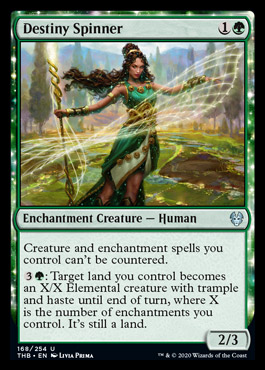 Destiny Spinner 1
Enchantment Creature — Human
Creature and enchantment spells you
control can't be countered.
3 : Target land you control becomes
an X/X Elemental creature with trample
and haste until end of turn, where X
is the number of enchantments you
control. It's still a land.
2/3
168/254 U
THB • EN LIVIA PRIMA
™ & © 2020 Wizards of the Coast